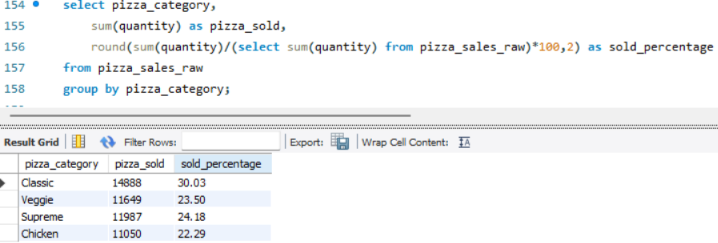 154 select pizza_category,
155 sum(quantity) as pizza_sold,
156 round(sum(quantity)/(select sum(quantity) from pizza_sales_raw)*100,2) as sold_percentage
157 from pizza_sales_raw
158 group by pizza_category;
Result Grid Filter Rows: Export: Wrap Cell Content:
pizza_category pizza_sold sold_percentage
Classic 14888 30.03
Veggie 11649 23.50
Supreme 11987 24.18
Chicken 11050 22.29